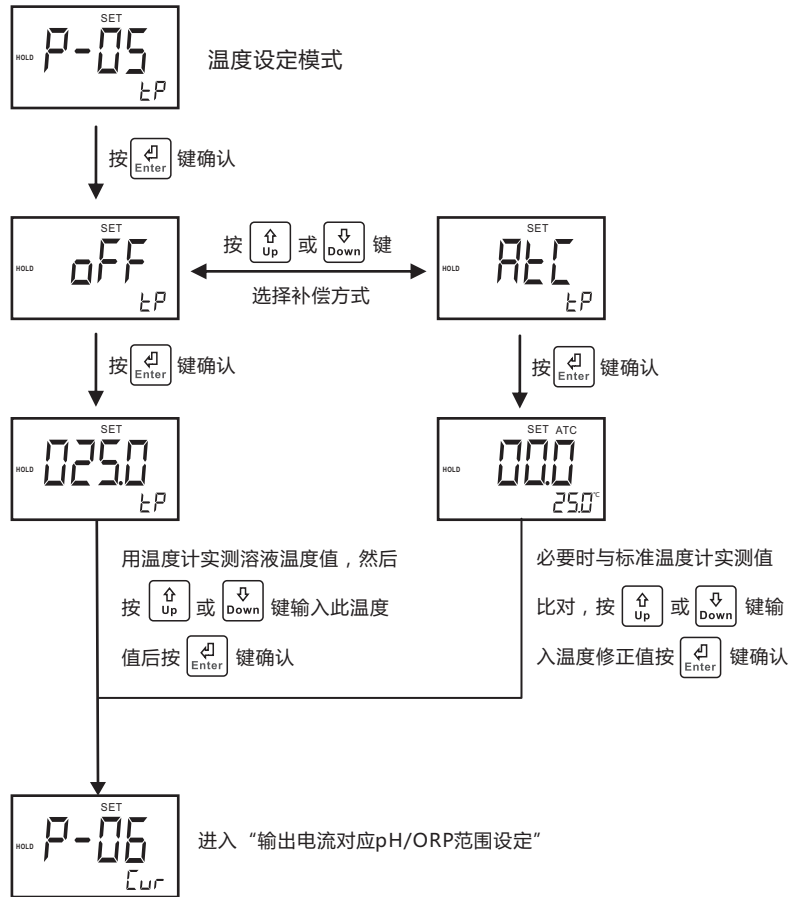 SET
HOLD P-05
tP
温度设定模式
按 Enter 键确认
SET
HOLD oFF
tP
按 Up 或 Down 键
选择补偿方式
SET
HOLD AtC
tP
按 Enter 键确认
按 Enter 键确认
SET
HOLD 025.0
tP
SET ATC
HOLD 00.0
25.0℃
用温度计实测溶液温度值，然后
按 Up 或 Down 键输入此温度
值后按 Enter 键确认
必要时与标准温度计实测值
比对，按 Up 或 Down 键输
入温度修正值按 Enter 键确认
SET
HOLD P-06
Cur
进入“输出电流对应pH/ORP范围设定”